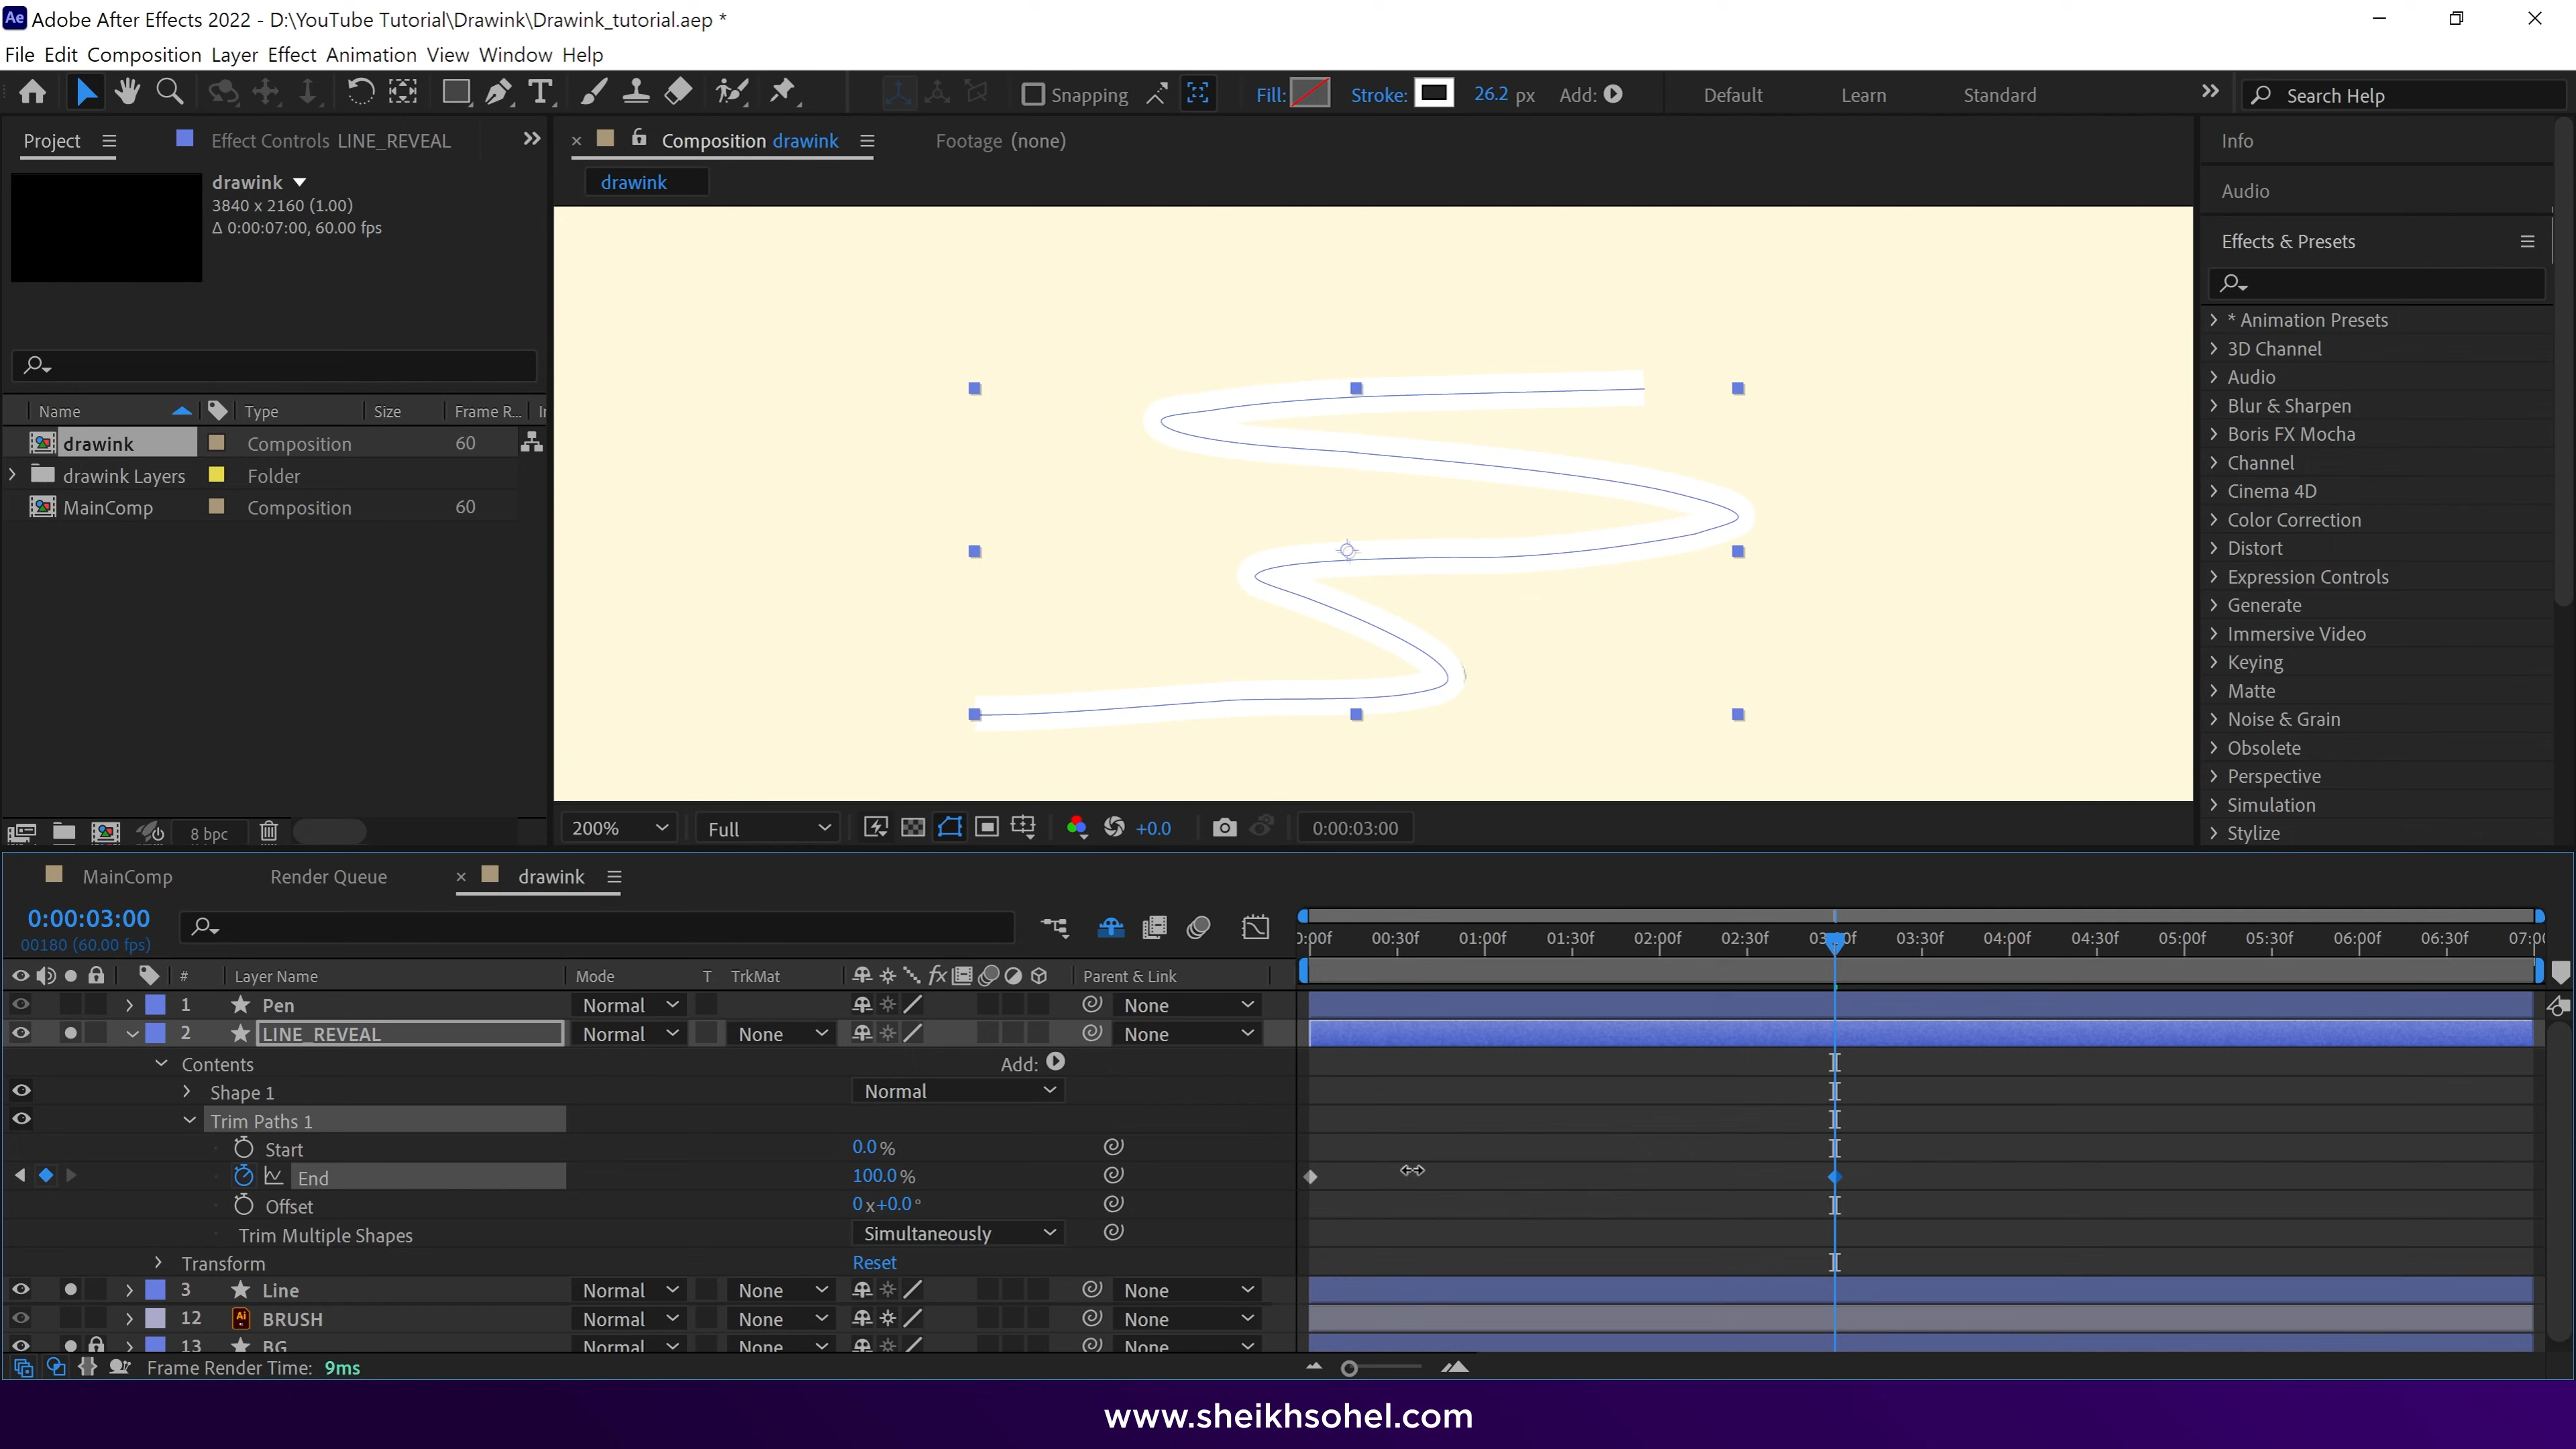 Adobe After Effects 2022 - D:\YouTube Tutorial\Drawink\Drawink_tutorial.aep *
File Edit Composition Layer Effect Animation View Window Help
Snapping Fill: Stroke: 26.2 px Add: Default Learn Standard Search Help
Project Effect Controls LINE_REVEAL Composition drawink Footage (none) Info
drawink
drawink
3840 x 2160 (1.00)
Δ 0:00:07:00, 60.00 fps
Audio
Effects & Presets
* Animation Presets
3D Channel
Audio
Blur & Sharpen
Boris FX Mocha
Channel
Cinema 4D
Color Correction
Distort
Expression Controls
Generate
Immersive Video
Keying
Matte
Noise & Grain
Obsolete
Perspective
Simulation
Stylize
Name Type Size Frame R...
drawink Composition 60
drawink Layers Folder
MainComp Composition 60
8 bpc
200% Full +0.0 0:00:03:00
MainComp Render Queue drawink
0:00:03:00
00180 (60.00 fps)
00:30f 01:00f 01:30f 02:00f 02:30f 03:30f 04:00f 04:30f 05:00f 05:30f 06:00f 06:30f
# Layer Name Mode T TrkMat Parent & Link
1 Pen Normal None
2 LINE_REVEAL Normal None None
Contents Add:
Shape 1 Normal
Trim Paths 1
Start 0.0 %
End 100.0 %
Offset 0 x+0.0 °
Trim Multiple Shapes Simultaneously
Transform Reset
3 Line Normal None None
12 Ai BRUSH Normal None None
13 BG Normal None None
Frame Render Time: 9ms
www.sheikhsohel.com